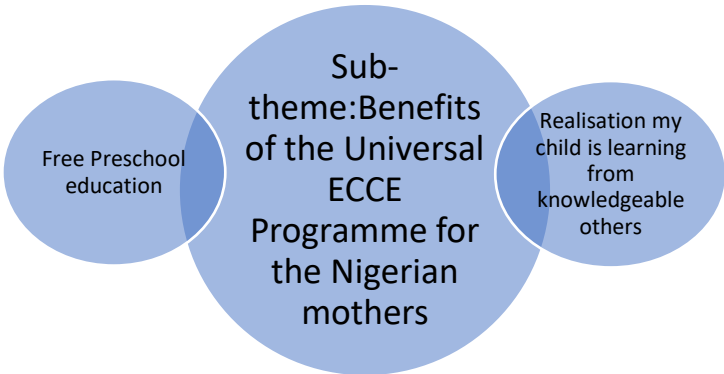 Free Preschool
education
Sub-
theme:Benefits
of the Universal
ECCE
Programme for
the Nigerian
mothers
Realisation my
child is learning
from
knowledgeable
others